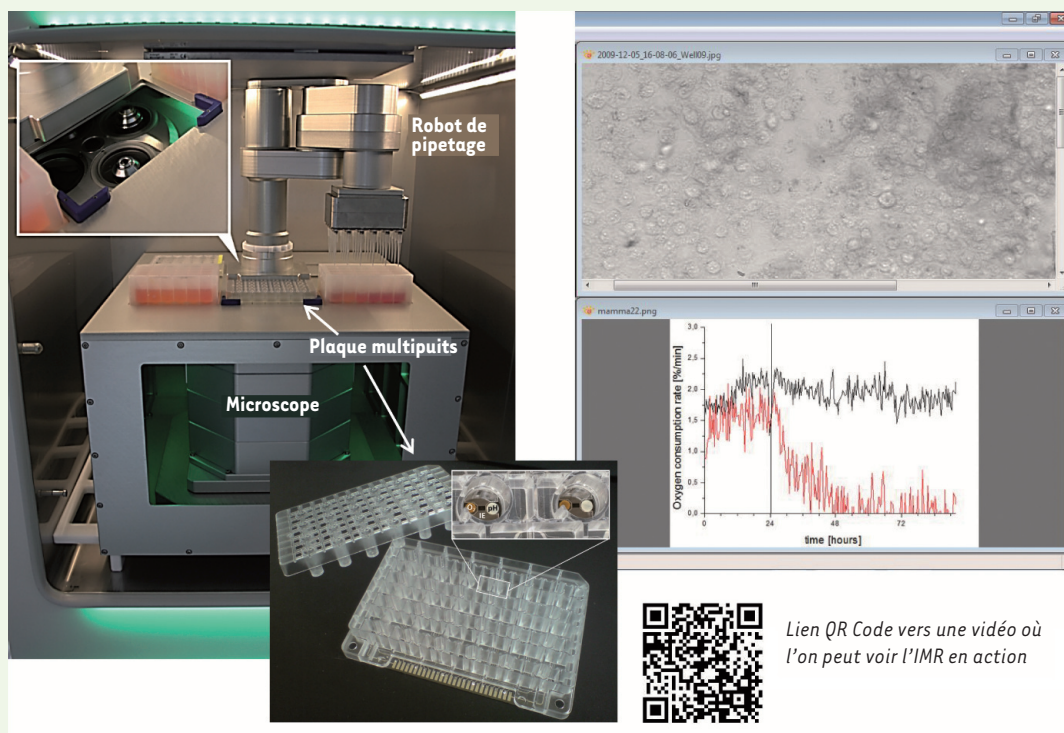 Robot de
pipetage
Plaque multipuits
Microscope
O₂
pH
IE
2009-12-05_16-08-06_Well09.jpg
mamma22.png
Oxygen consumption rate [%/min]
3,0
2,5
2,0
1,5
1,0
0,5
0,0
0
24
48
72
time [hours]
Lien QR Code vers une vidéo où
l'on peut voir l'IMR en action